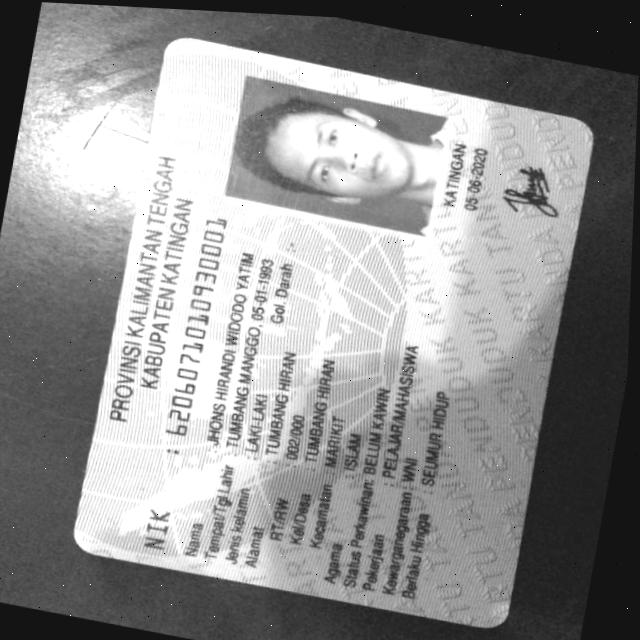 PROVINSI KALIMANTAN TENGAH
KABUPATEN KATINGAN
NIK : 6206071010930001
Nama : JHONIS HIRANDI WIDODO YATIM
Tempat/Tgl Lahir : TUMBANG MANGGO, 05-01-1993
Jenis kelamin : LAKI-LAKI Gol. Darah : -
Alamat : TUMBANG HIRAN
RT/RW : 002/000
Kel/Desa : TUMBANG HIRAN
Kecamatan : MARIKIT
Agama : ISLAM
Status Perkawinan: BELUM KAWIN
Pekerjaan : PELAJAR/MAHASISWA
Kewarganegaraan : WNI
Berlaku Hingga : SEUMUR HIDUP
KATINGAN
05-06-2020